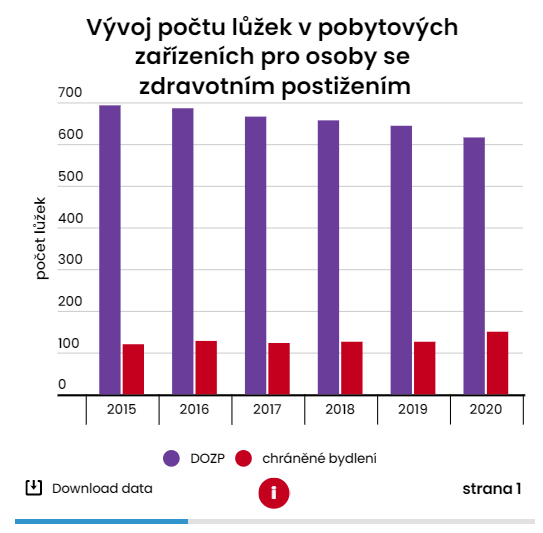 Vývoj počtu lůžek v pobytových
zařízeních pro osoby se
zdravotním postižením
700
600
500
400
300
200
100
0
počet lůžek
2015 2016 2017 2018 2019 2020
DOZP chráněné bydlení
Download data i strana 1